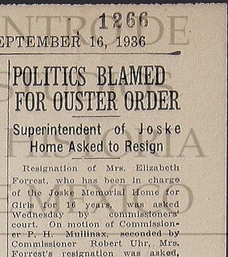 1266
EPTEMBER 16, 1936
POLITICS BLAMED
FOR OUSTER ORDER
Superintendent of Joske
Home Asked to Resign
Resignation of Mrs. Elizabeth
Forrest, who has been in charge
of the Joske Memorial Home for
Girls for 16 years, was asked
Wednesday by commissioners'
court. On motion of Commission-
er P. H. Mullinax, seconded by
Commissioner Robert Uhr, Mrs.
Forrest's resignation was asked,